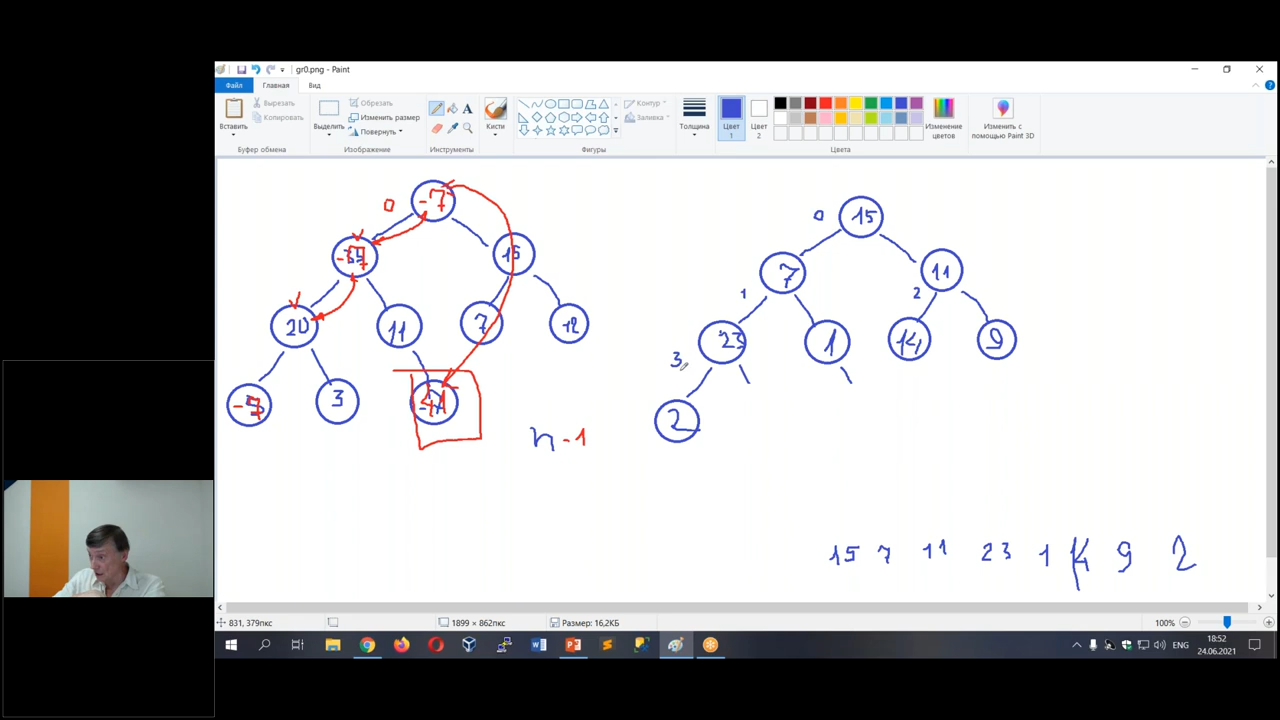 gr0.png - Paint
Файл Главная Вид
Вставить
Вырезать
Копировать
Буфер обмена
Выделить
Обрезать
Изменить размер
Повернуть
Изображение
A
Инструменты
Кисти
Контур
Заливка
Фигуры
Толщина
Цвет 1
Цвет 2
Изменение цветов
Цвета
Изменить с помощью Paint 3D
0 -7
15
20 11 7 12
3
n -1
0 15
7 11
1 2
23 1 14 9
3
2
15 7 11 23 1 14 9 2
831, 379пкс
1899 × 862пкс
Размер: 16,2КБ
100%
ENG
18:52
24.06.2021